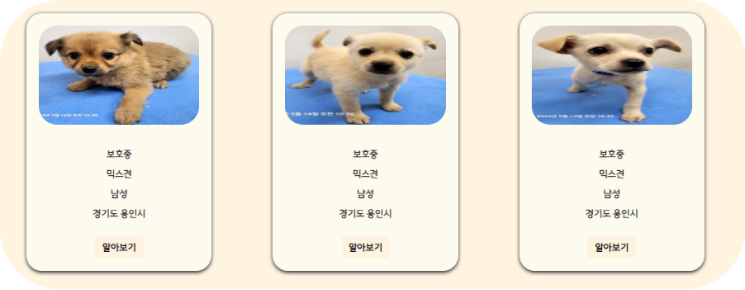 보호중
믹스견
남성
경기도 용인시
알아보기
보호중
믹스견
남성
경기도 용인시
알아보기
보호중
믹스견
남성
경기도 용인시
알아보기